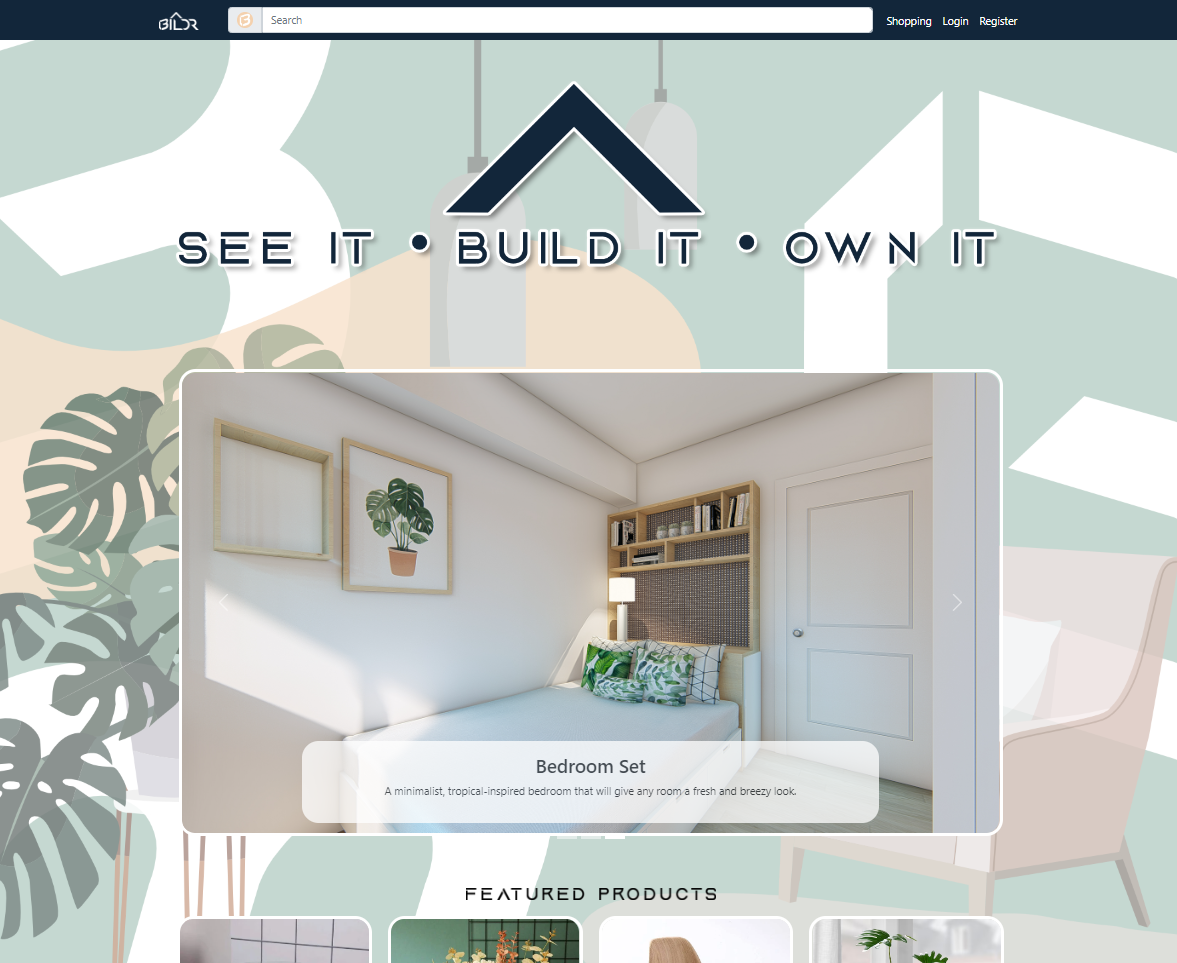 BILDR
Search
Shopping Login Register
SEE IT • BUILD IT • OWN IT
Bedroom Set
A minimalist, tropical-inspired bedroom that will give any room a fresh and breezy look.
FEATURED PRODUCTS